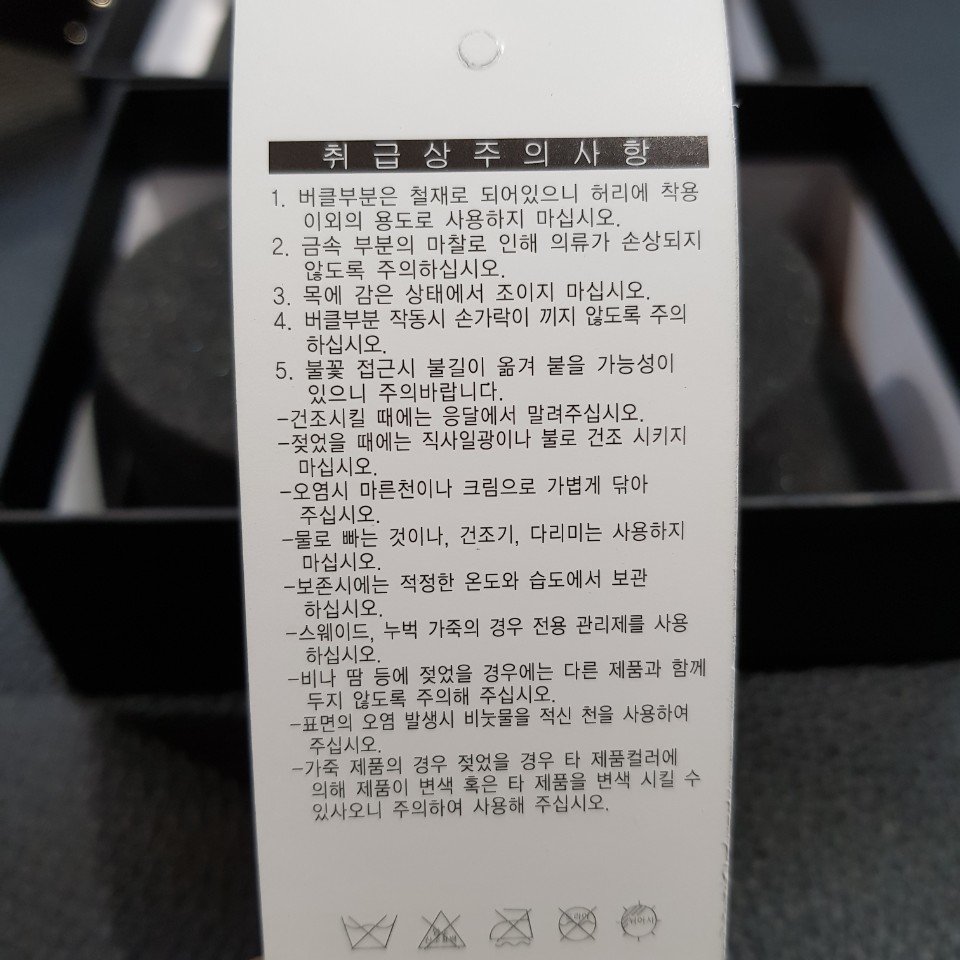 취급상주의사항
1. 버클부분은 철재로 되어있으니 허리에 착용
이외의 용도로 사용하지 마십시오.
2. 금속 부분의 마찰로 인해 의류가 손상되지
않도록 주의하십시오.
3. 목에 감은 상태에서 조이지 마십시오.
4. 버클부분 작동시 손가락이 끼지 않도록 주의
하십시오.
5. 불꽃 접근시 불길이 옮겨 붙을 가능성이
있으니 주의바랍니다.
-건조시킬 때에는 응달에서 말려주십시오.
-젖었을 때에는 직사일광이나 불로 건조 시키지
마십시오.
-오염시 마른천이나 크림으로 가볍게 닦아
주십시오.
-물로 빠는 것이나, 건조기, 다리미는 사용하지
마십시오.
-보존시에는 적정한 온도와 습도에서 보관
하십시오.
-스웨이드, 누벅 가죽의 경우 전용 관리제를 사용
하십시오.
-비나 땀 등에 젖었을 경우에는 다른 제품과 함께
두지 않도록 주의해 주십시오.
-표면의 오염 발생시 비눗물을 적신 천을 사용하여
주십시오.
-가죽 제품의 경우 젖었을 경우 타 제품컬러에
의해 제품이 변색 혹은 타 제품을 변색 시킬 수
있사오니 주의하여 사용해 주십시오.